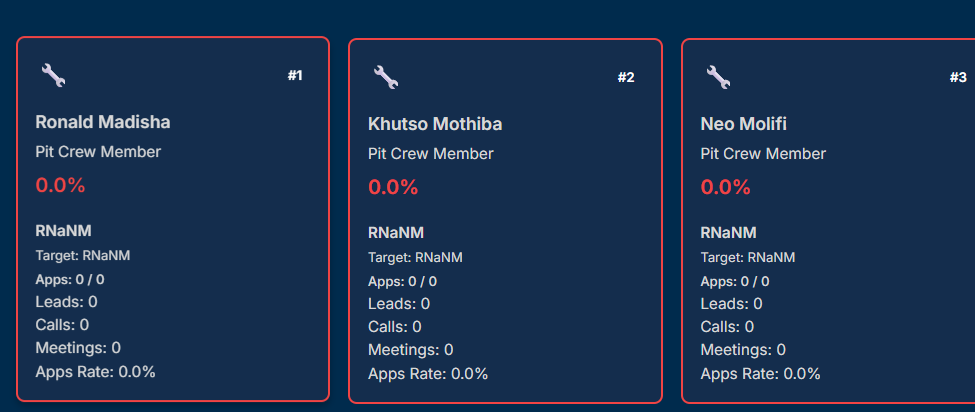 #1
Ronald Madisha
Pit Crew Member
0.0%
RNaNM
Target: RNaNM
Apps: 0 / 0
Leads: 0
Calls: 0
Meetings: 0
Apps Rate: 0.0%
#2
Khutso Mothiba
Pit Crew Member
0.0%
RNaNM
Target: RNaNM
Apps: 0 / 0
Leads: 0
Calls: 0
Meetings: 0
Apps Rate: 0.0%
#3
Neo Molifi
Pit Crew Member
0.0%
RNaNM
Target: RNaNM
Apps: 0 / 0
Leads: 0
Calls: 0
Meetings: 0
Apps Rate: 0.0%